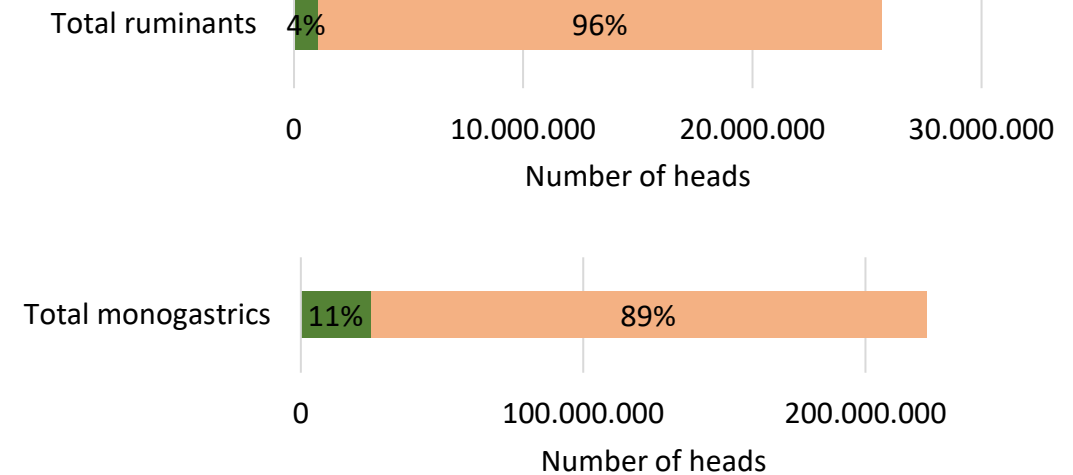 Total ruminants 4% 96%
0 10.000.000 20.000.000 30.000.000
Number of heads
Total monogastrics 11% 89%
0 100.000.000 200.000.000
Number of heads